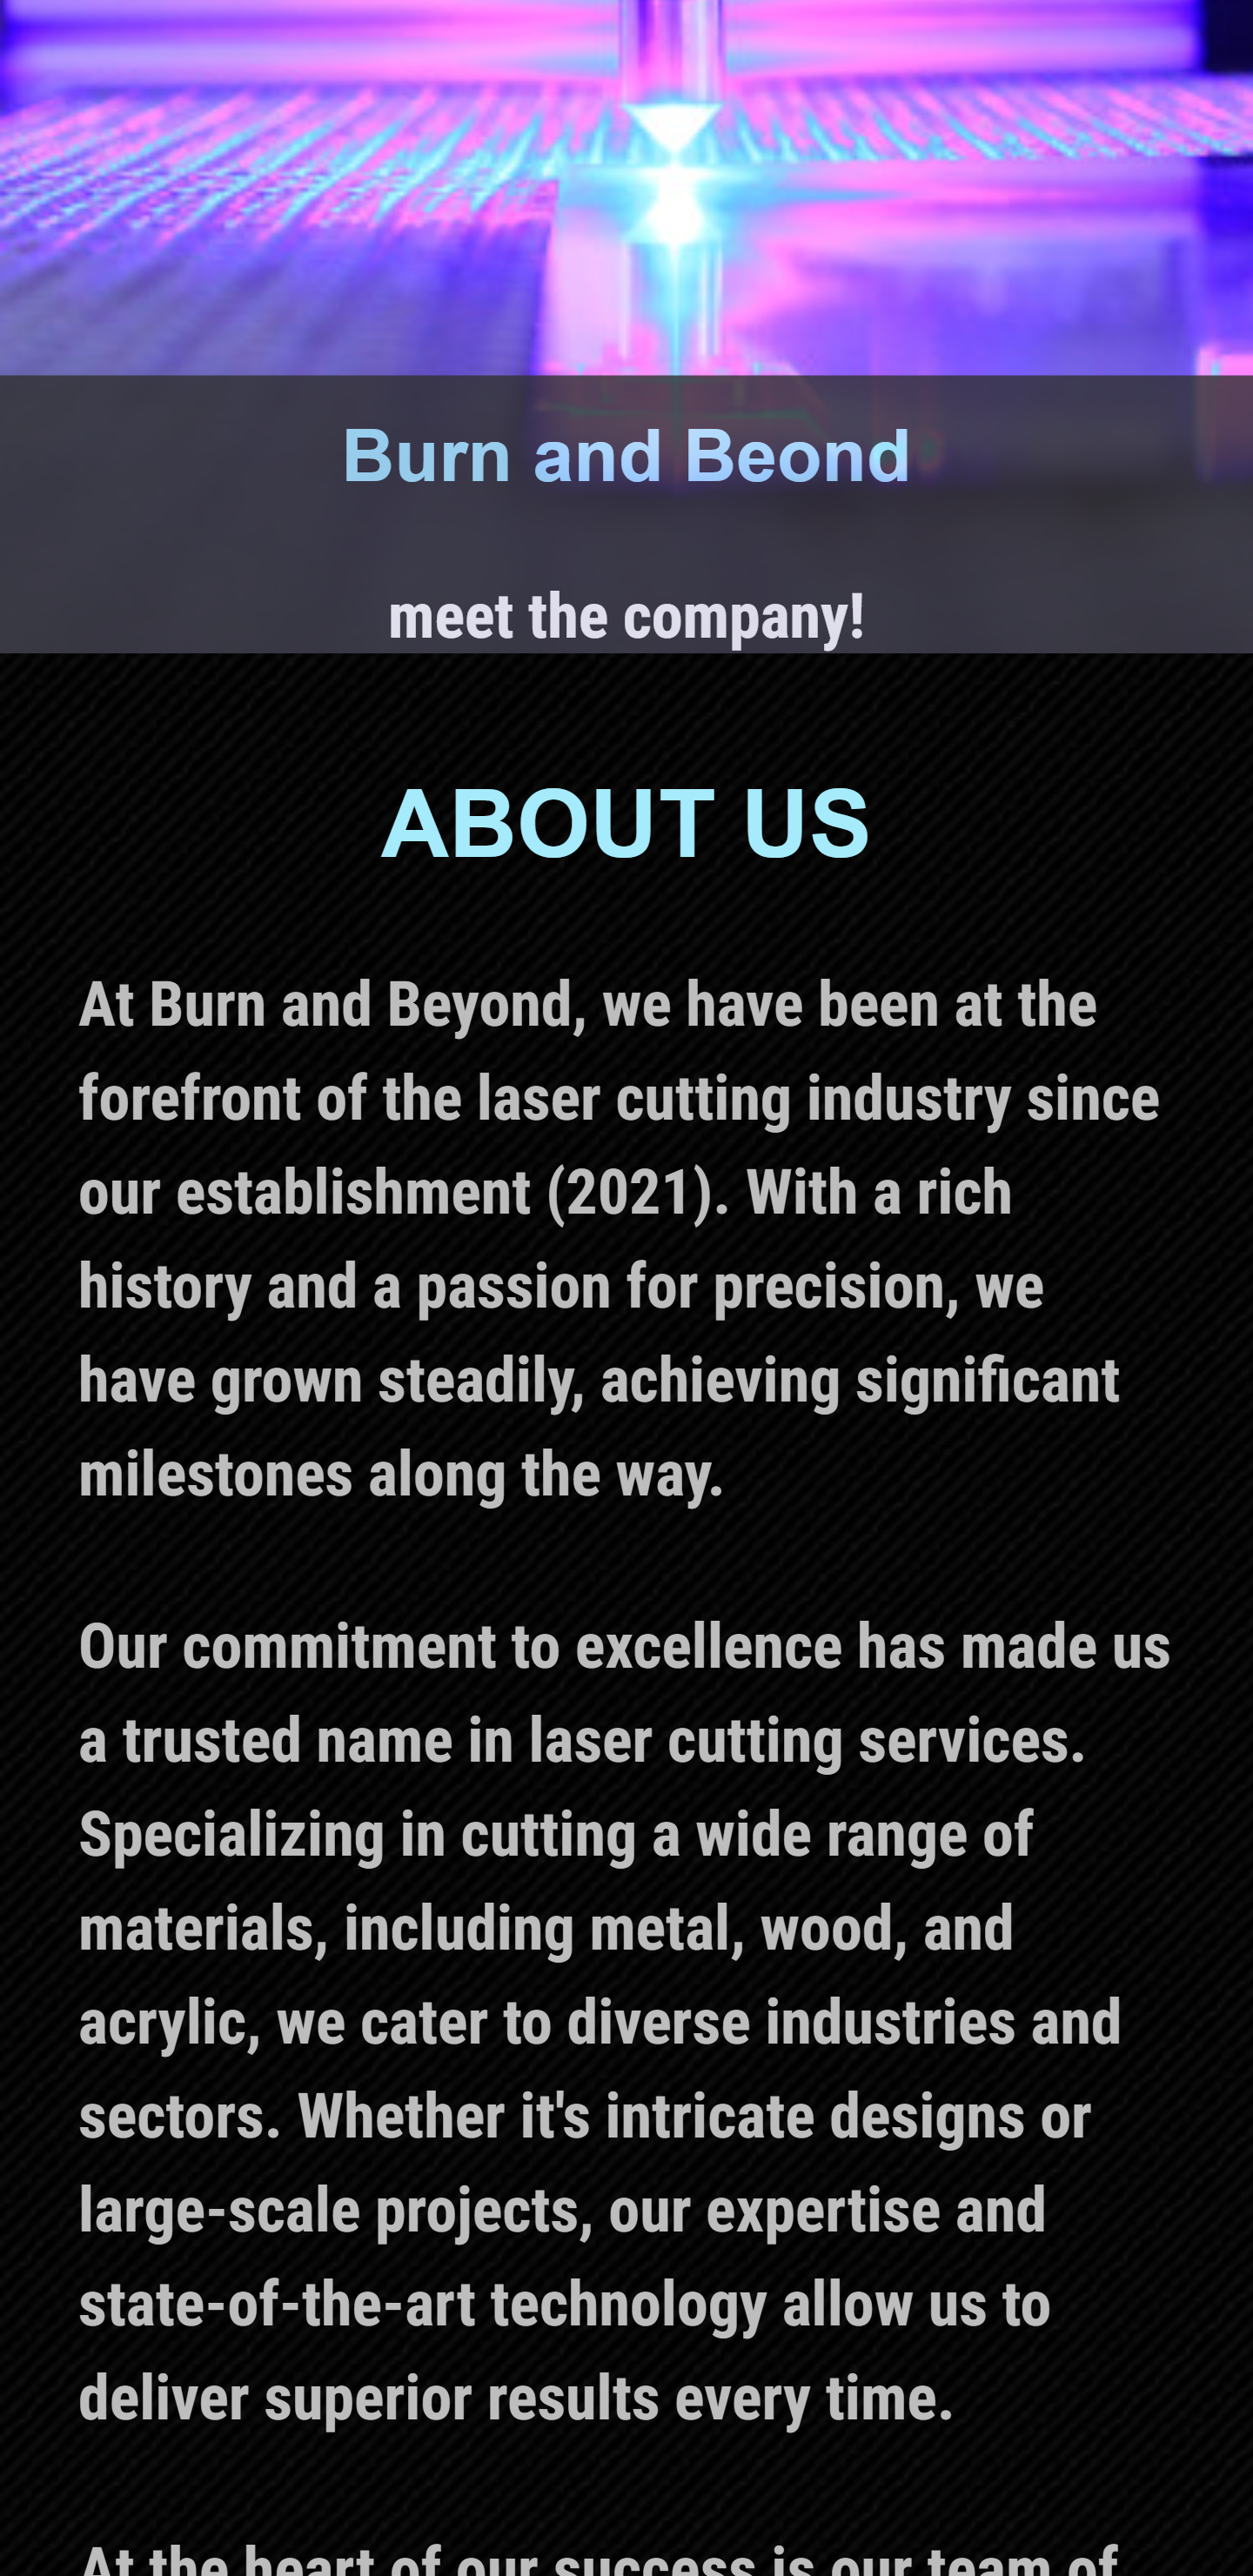 Burn and Beond
meet the company!
ABOUT US
At Burn and Beyond, we have been at the
forefront of the laser cutting industry since
our establishment (2021). With a rich
history and a passion for precision, we
have grown steadily, achieving significant
milestones along the way.
Our commitment to excellence has made us
a trusted name in laser cutting services.
Specializing in cutting a wide range of
materials, including metal, wood, and
acrylic, we cater to diverse industries and
sectors. Whether it's intricate designs or
large-scale projects, our expertise and
state-of-the-art technology allow us to
deliver superior results every time.
At the heart of our success is our team of